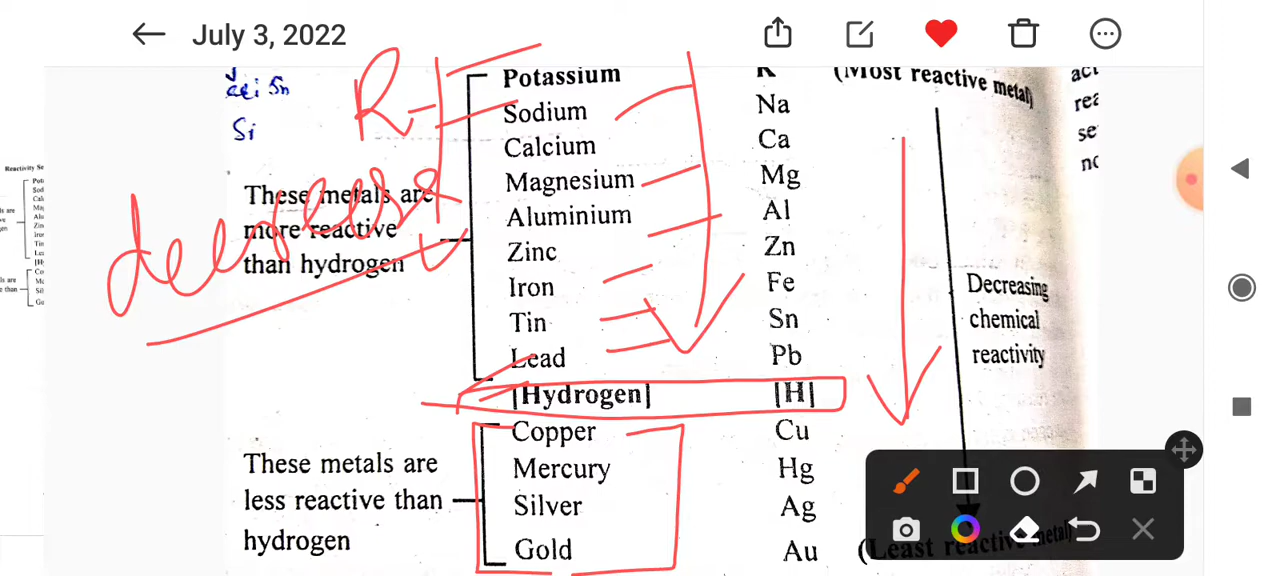 July 3, 2022
Sn
Si
R
decrease
Potassium K (Most reactive metal)
Sodium Na
Calcium Ca
Magnesium Mg
Aluminium Al
Zinc Zn
Iron Fe
Tin Sn
Lead Pb
[Hydrogen] [H]
Copper Cu
Mercury Hg
Silver Ag
Gold Au (Least reactive metal)
These metals are
more reactive
than hydrogen
These metals are
less reactive than
hydrogen
Decreasing
chemical
reactivity
Reactivity Se